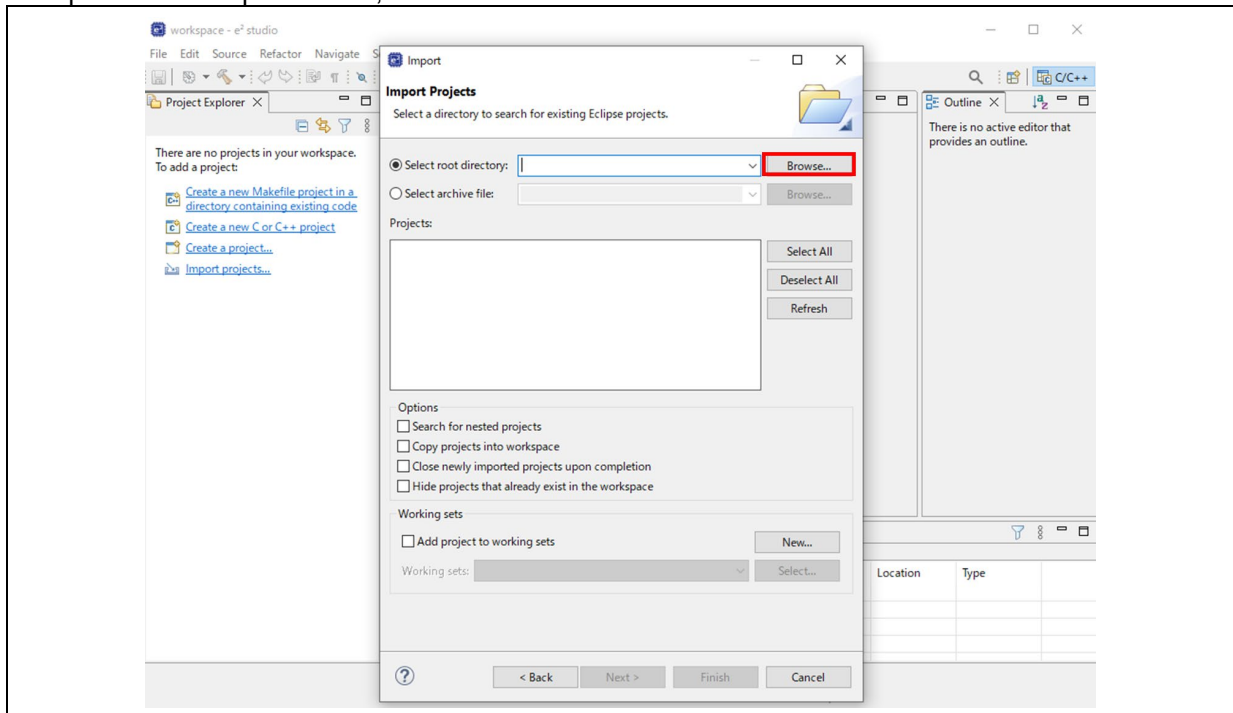 workspace - e² studio
File Edit Source Refactor Navigate S
Project Explorer
There are no projects in your workspace.
To add a project:
Create a new Makefile project in a
directory containing existing code
Create a new C or C++ project
Create a project...
Import projects...
Import
Import Projects
Select a directory to search for existing Eclipse projects.
Select root directory: Browse...
Select archive file: Browse...
Projects:
Select All
Deselect All
Refresh
Options
Search for nested projects
Copy projects into workspace
Close newly imported projects upon completion
Hide projects that already exist in the workspace
Working sets
Add project to working sets New...
Working sets: Select...
< Back Next > Finish Cancel
C/C++
Outline
There is no active editor that
provides an outline.
Location Type